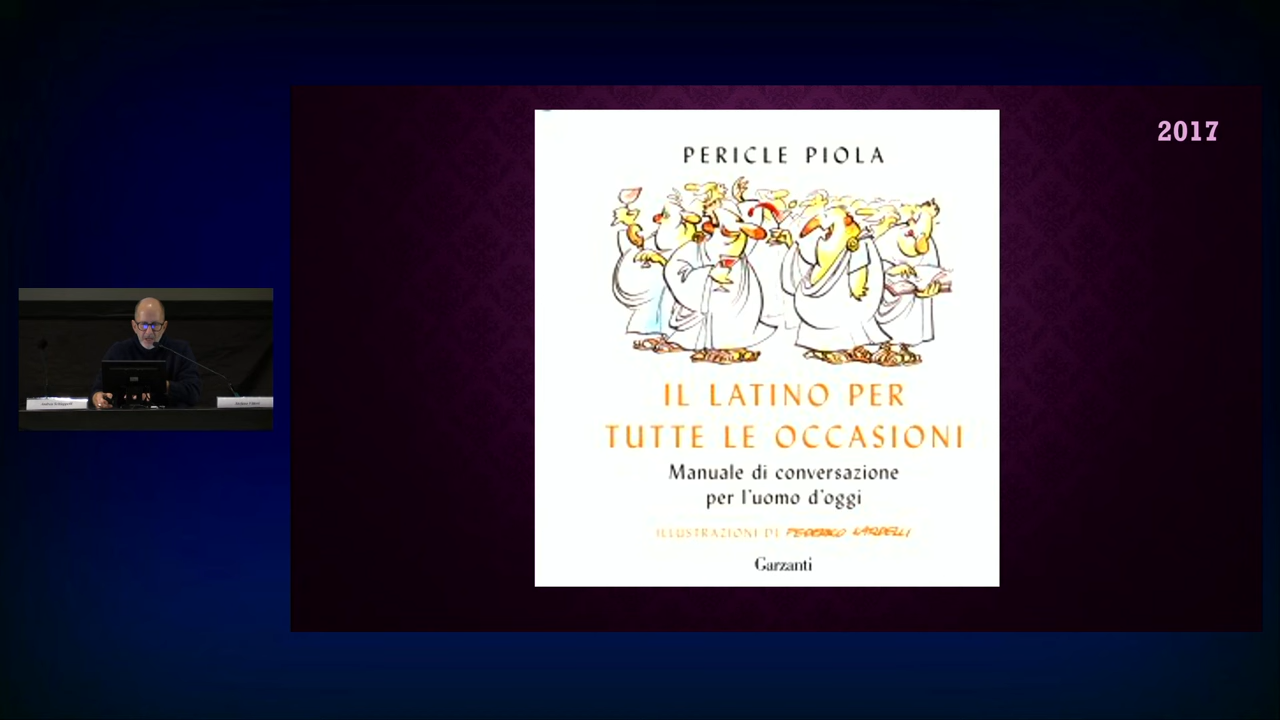 2017
PERICLE PIOLA
IL LATINO PER
TUTTE LE OCCASIONI
Manuale di conversazione
per l'uomo d'oggi
ILLUSTRAZIONI DI FEDERICO
Garzanti